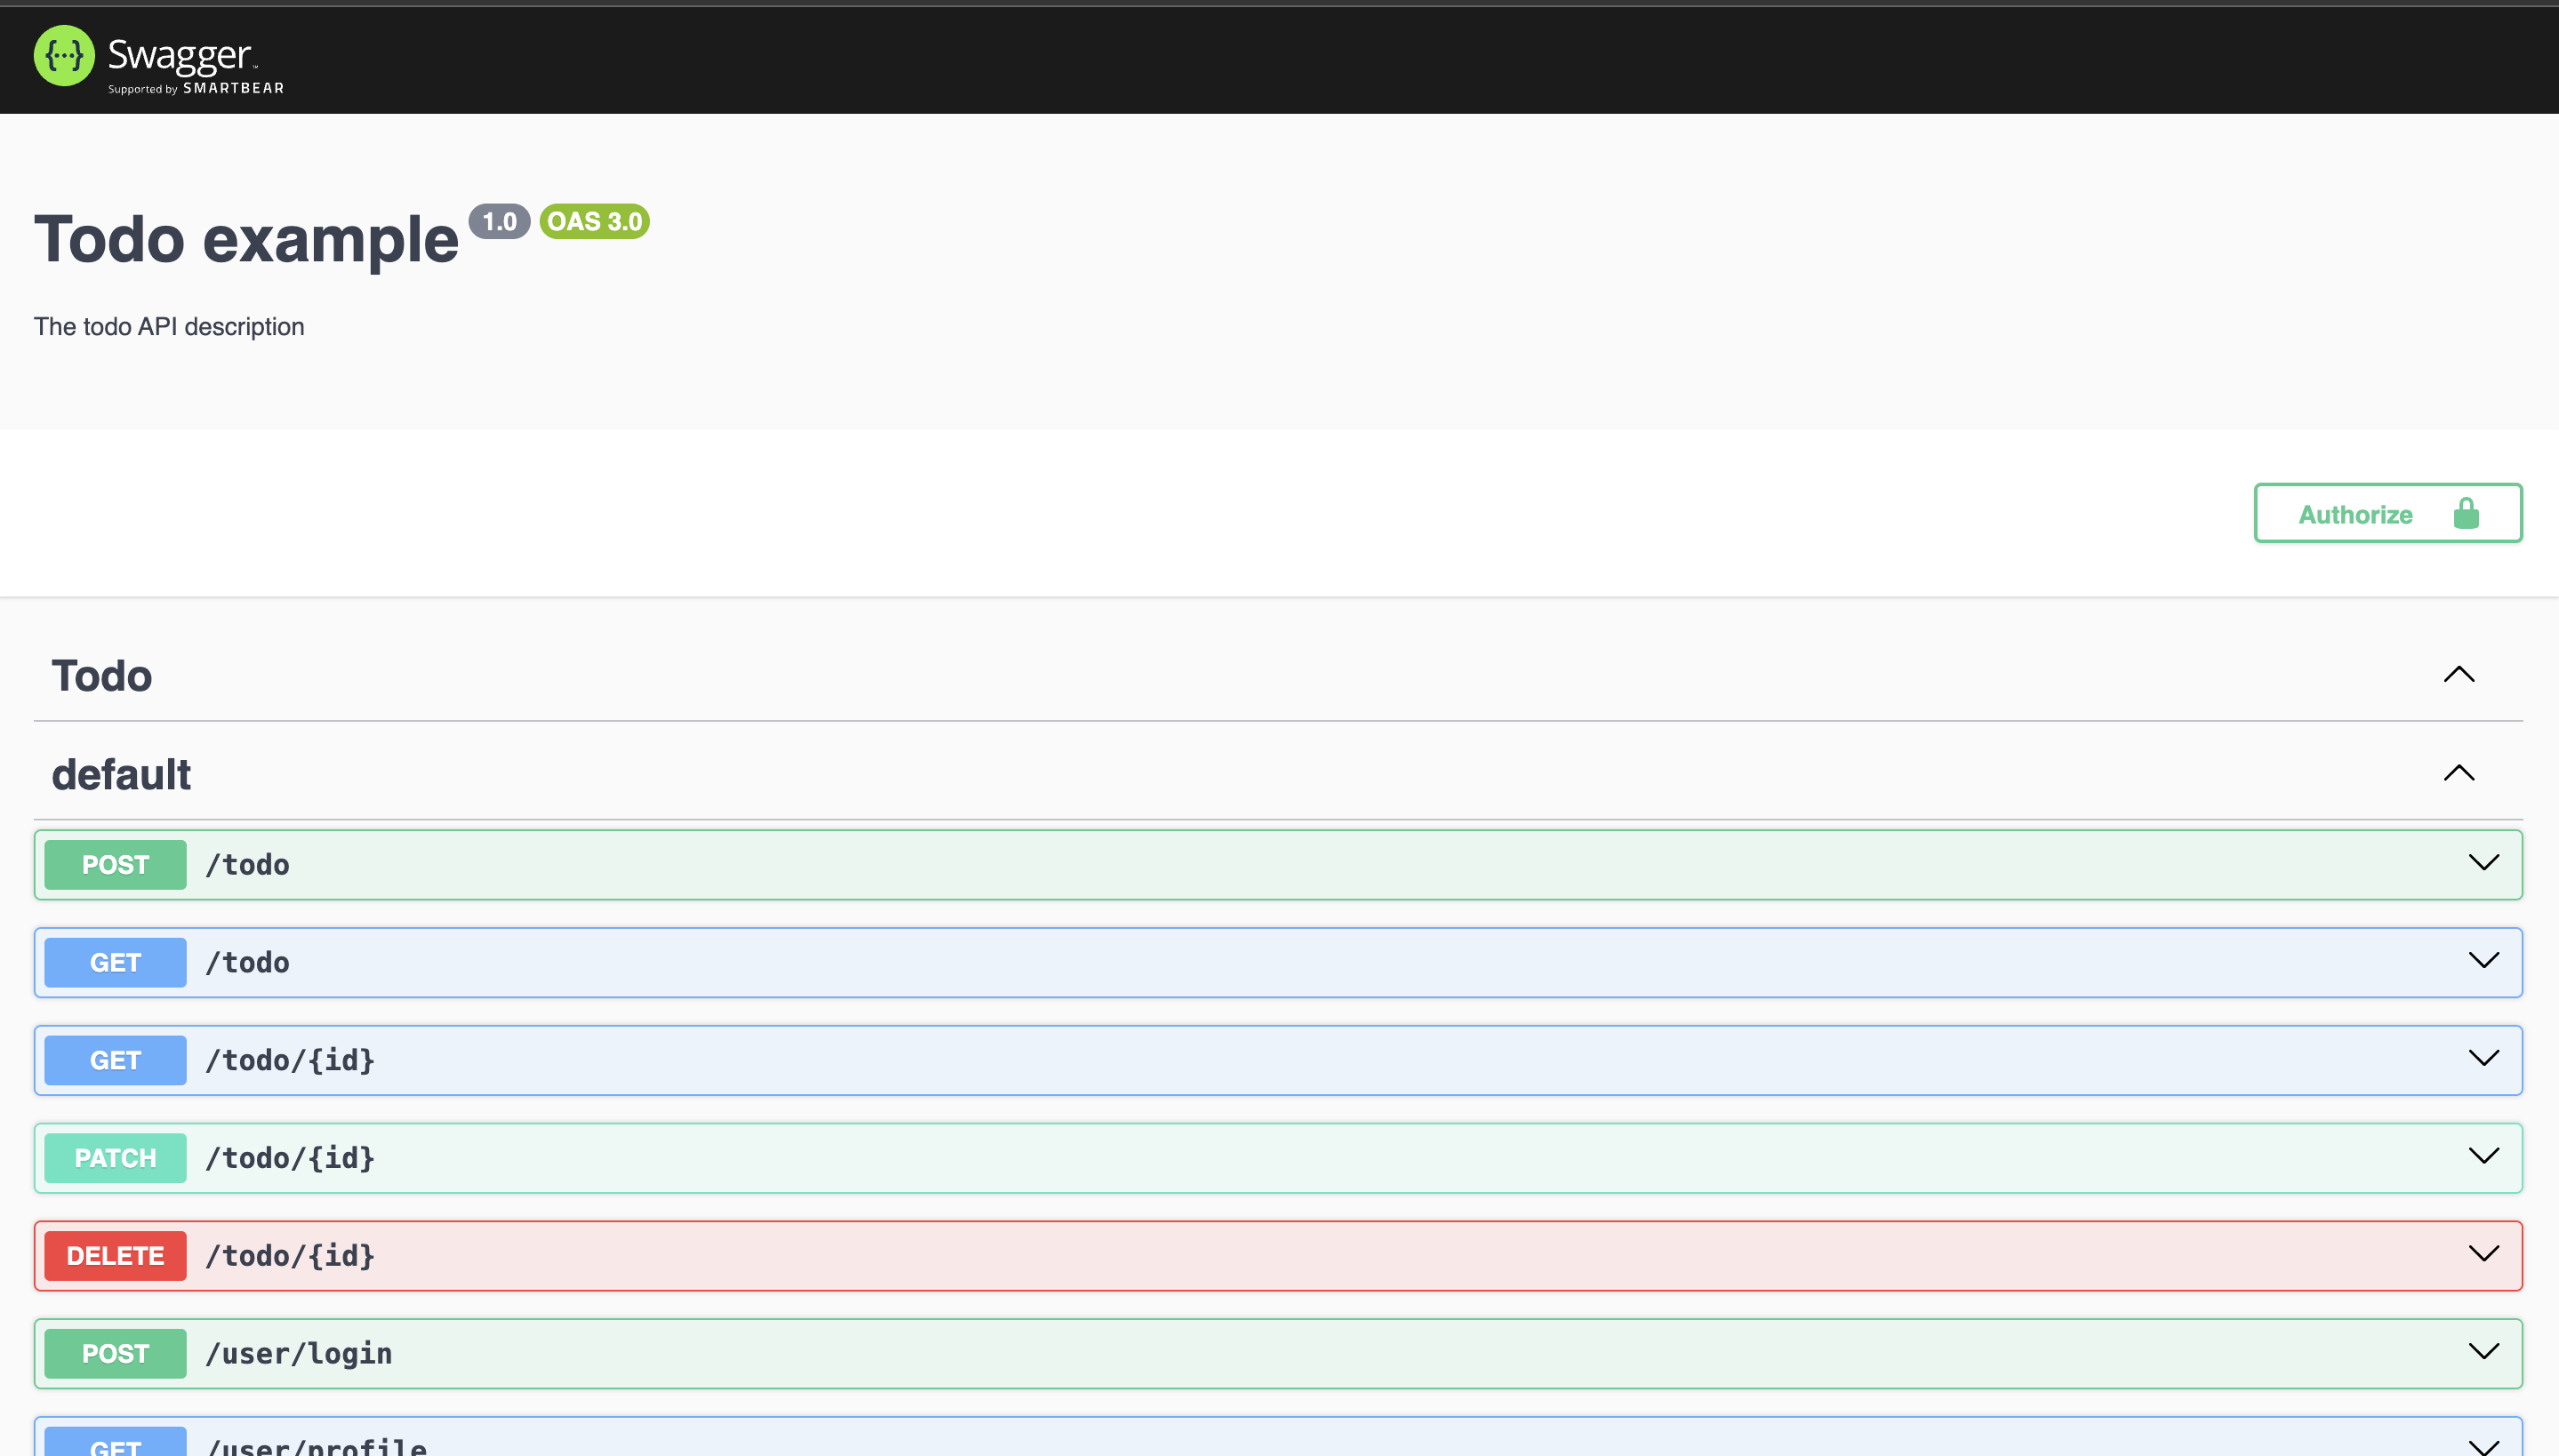 {···} Swagger™
Supported by SMARTBEAR
Todo example 1.0 OAS 3.0
The todo API description
Authorize
Todo
default
POST /todo
GET /todo
GET /todo/{id}
PATCH /todo/{id}
DELETE /todo/{id}
POST /user/login
GET /user/profile